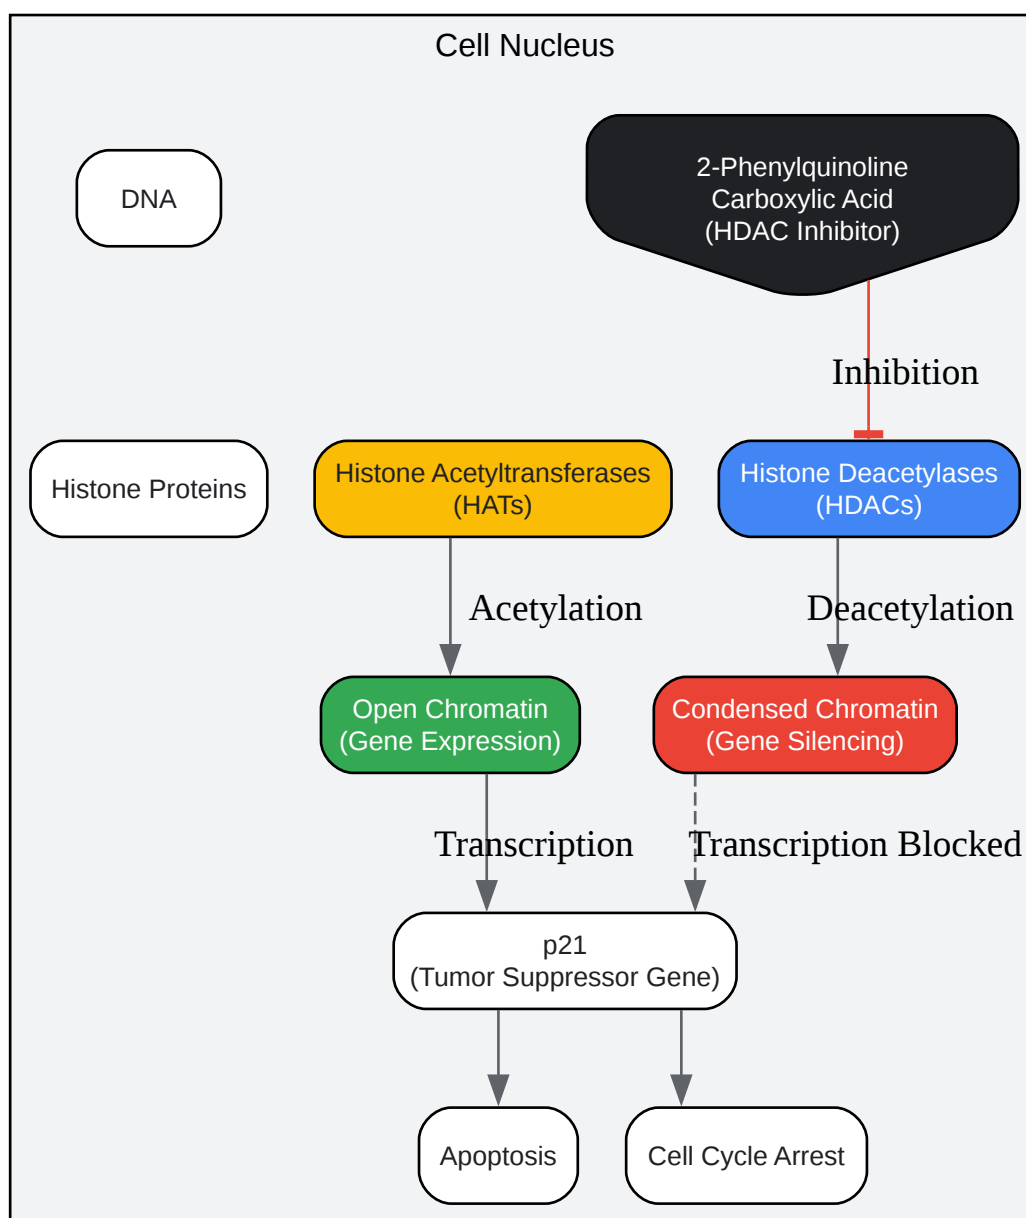 Cell Nucleus
DNA
2-Phenylquinoline
Carboxylic Acid
(HDAC Inhibitor)
Inhibition
Histone Proteins
Histone Acetyltransferases
(HATs)
Histone Deacetylases
(HDACs)
Acetylation
Deacetylation
Open Chromatin
(Gene Expression)
Condensed Chromatin
(Gene Silencing)
Transcription
Transcription Blocked
p21
(Tumor Suppressor Gene)
Apoptosis
Cell Cycle Arrest